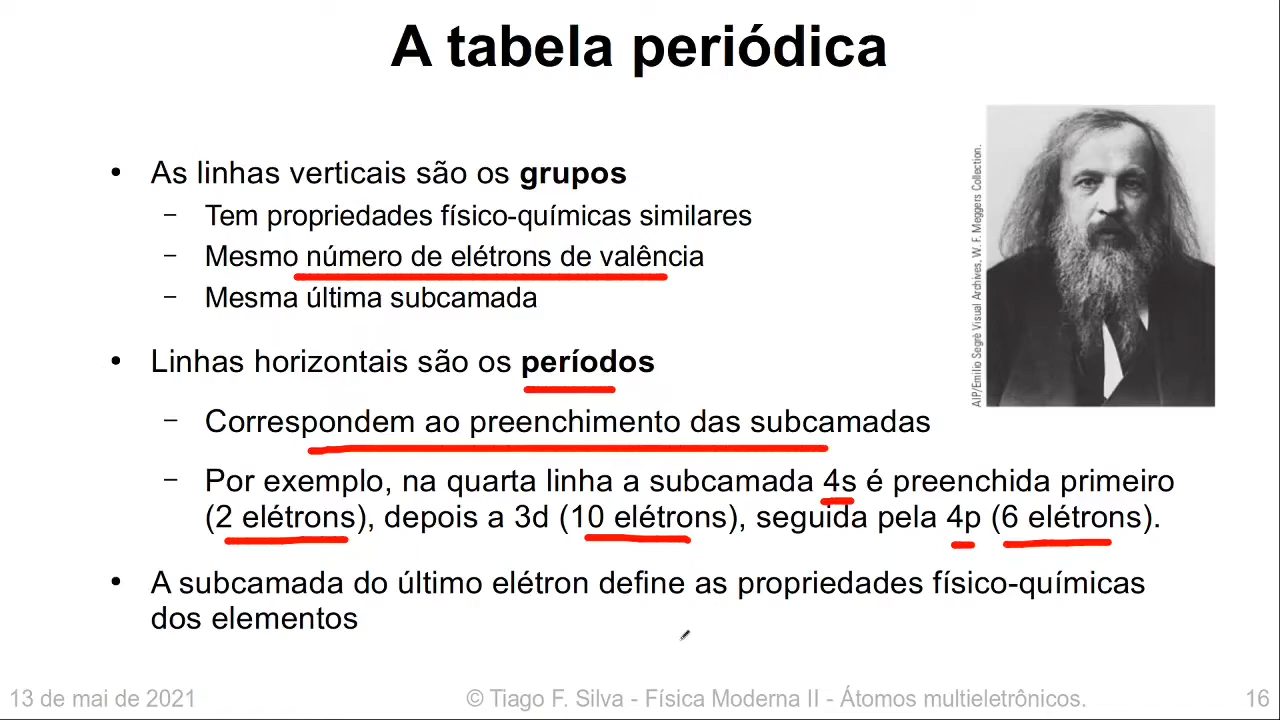 A tabela periódica
• As linhas verticais são os grupos
– Tem propriedades físico-químicas similares
– Mesmo número de elétrons de valência
– Mesma última subcamada
• Linhas horizontais são os períodos
– Correspondem ao preenchimento das subcamadas
– Por exemplo, na quarta linha a subcamada 4s é preenchida primeiro
(2 elétrons), depois a 3d (10 elétrons), seguida pela 4p (6 elétrons).
• A subcamada do último elétron define as propriedades físico-químicas
dos elementos
AIP/Emilio Segrè Visual Archives, W. F. Meggers Collection.
13 de mai de 2021
© Tiago F. Silva - Física Moderna II - Átomos multieletrônicos.
16